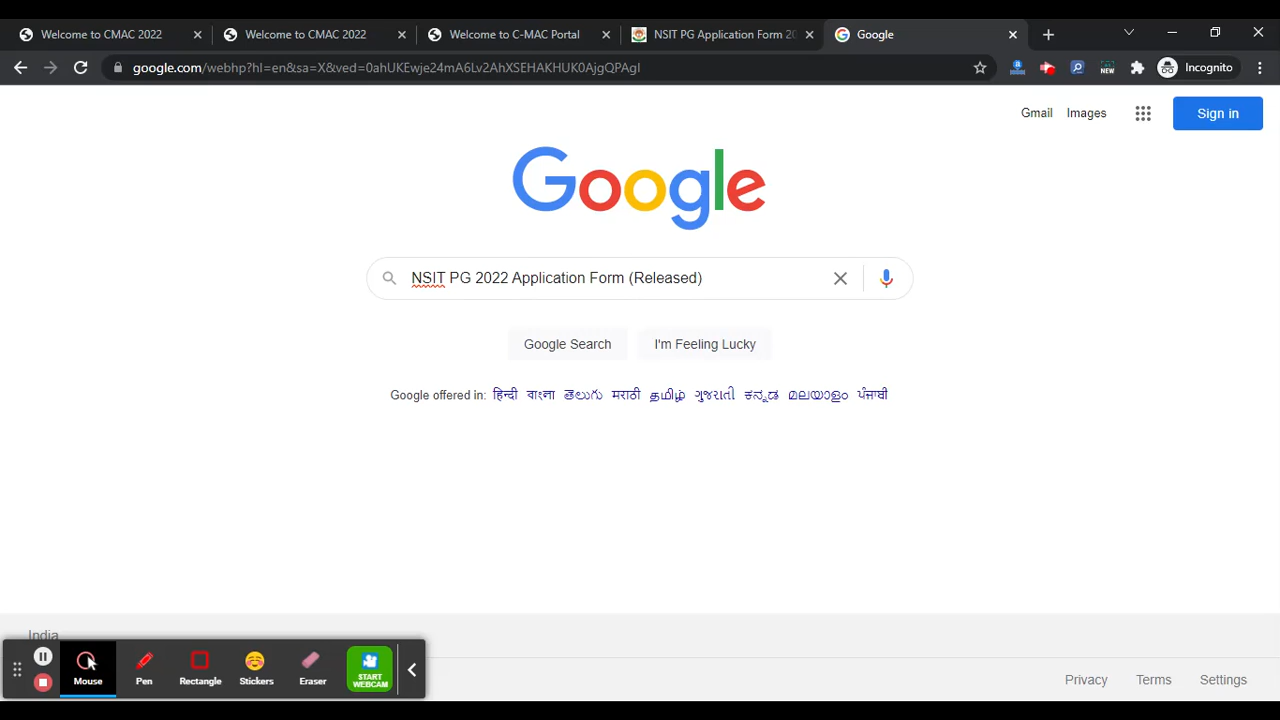 Welcome to CMAC 2022
Welcome to CMAC 2022
Welcome to C-MAC Portal
NSIT PG Application Form
Google
google.com/webhp?hl=en&sa=X&ved=0ahUKEwje24mA6Lv2AhXSEHAKHUK0AjgQPAgI
NEW
Incognito
Gmail Images
Sign in
Google
NSIT PG 2022 Application Form (Released)
Google Search
I'm Feeling Lucky
Google offered in: हिन्दी বাংলা తెలుగు मराठी தமிழ் ગુજરાતી ಕನ್ನಡ മലയാളം ਪੰਜਾਬੀ
India
Mouse
Pen
Rectangle
Stickers
Eraser
START
WEBCAM
Privacy Terms Settings